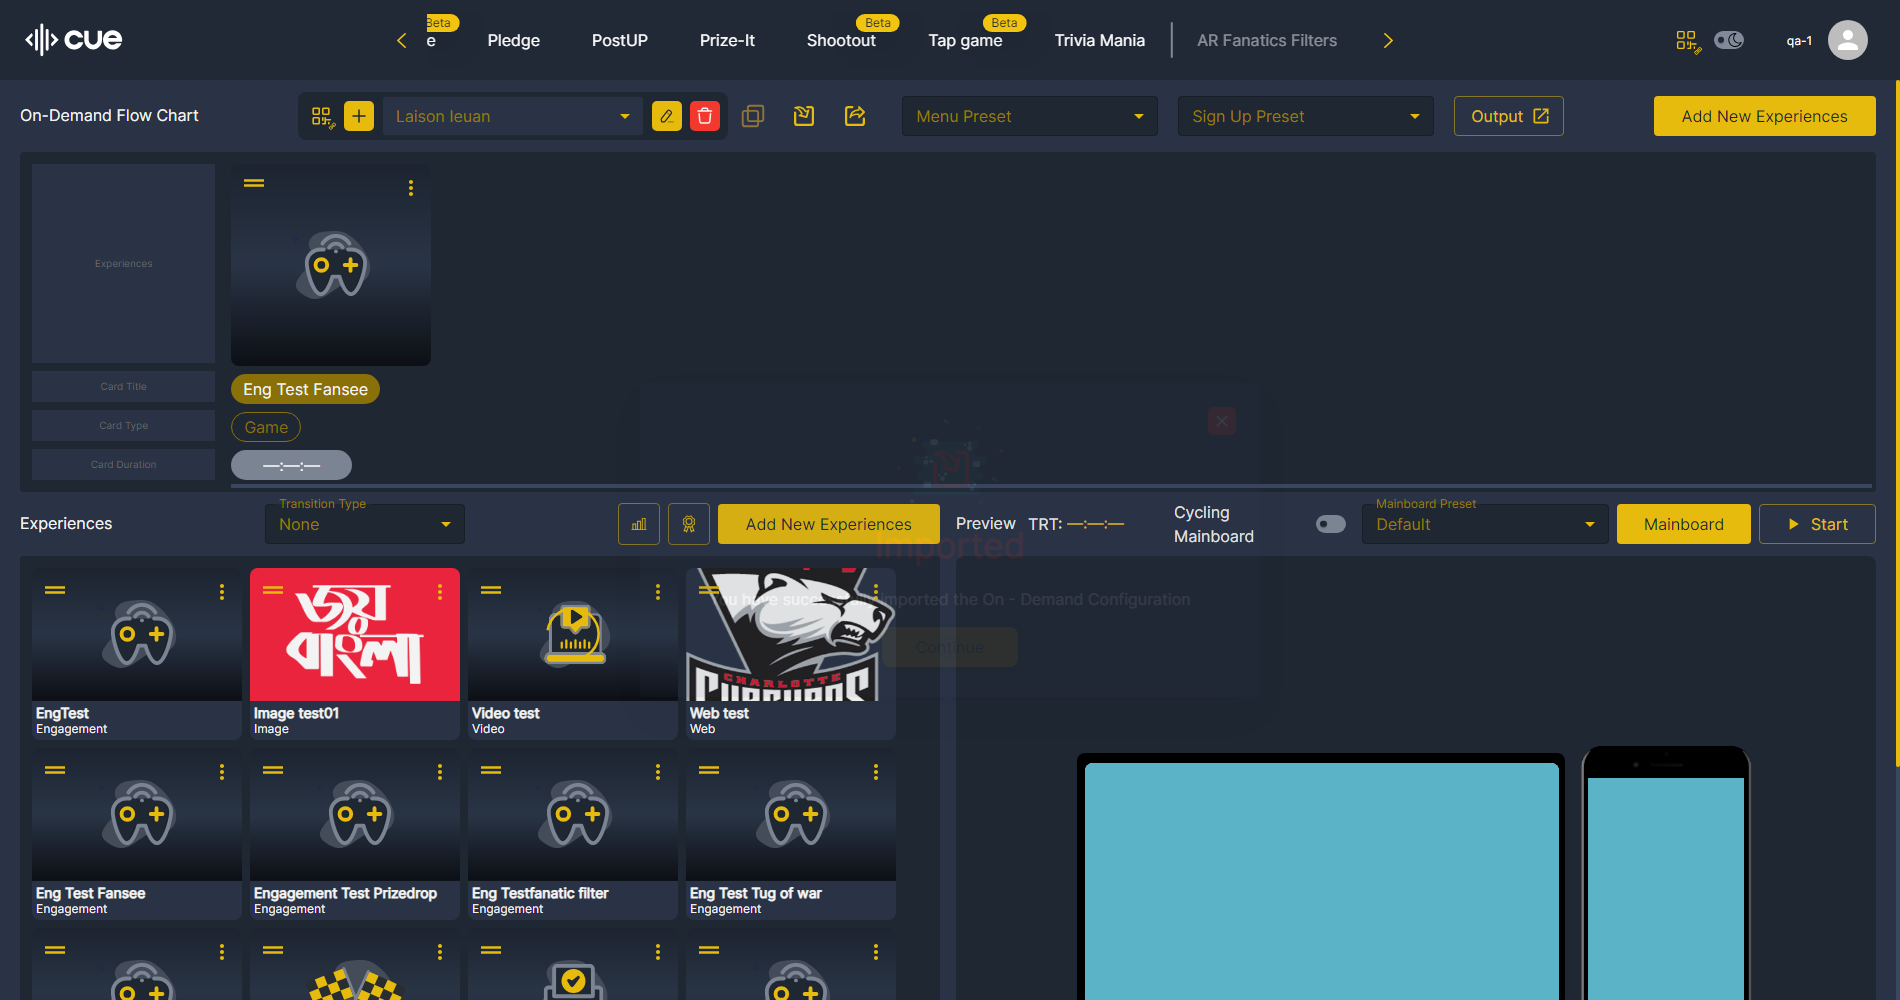 cue
Beta
e
Pledge
PostUP
Prize-It
Beta
Shootout
Beta
Tap game
Trivia Mania
AR Fanatics Filters
qa-1
On-Demand Flow Chart
Laison Ieuan
Menu Preset
Sign Up Preset
Output
Add New Experiences
Experiences
Card Title
Card Type
Card Duration
Eng Test Fansee
Game
—:—:—
Experiences
Transition Type
None
Add New Experiences
Preview
TRT: —:—:—
Cycling
Mainboard
Mainboard Preset
Default
Mainboard
Start
Imported
imported the On - Demand Configuration
Continue
জয়
বাংলা
CHARLOTTE
EngTest
Engagement
Image test01
Image
Video test
Video
Web test
Web
Eng Test Fansee
Engagement
Engagement Test Prizedrop
Engagement
Eng Testfanatic filter
Engagement
Eng Test Tug of war
Engagement